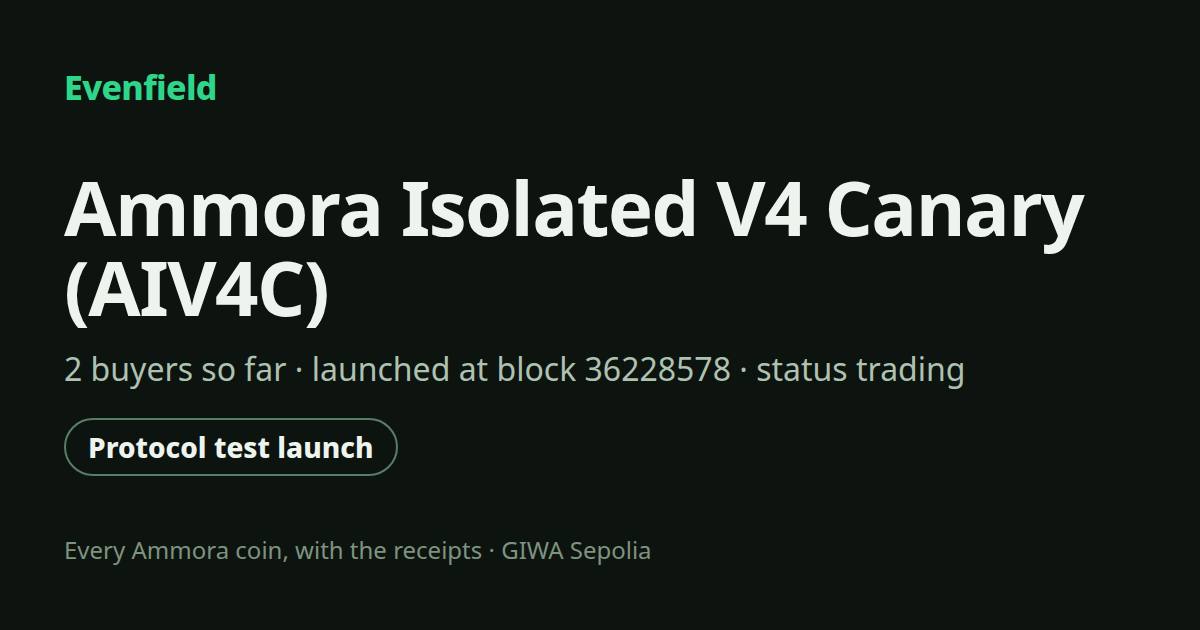 Evenfield
Ammora Isolated V4 Canary
(AIV4C)
2 buyers so far · launched at block 36228578 · status trading
Protocol test launch
Every Ammora coin, with the receipts · GIWA Sepolia